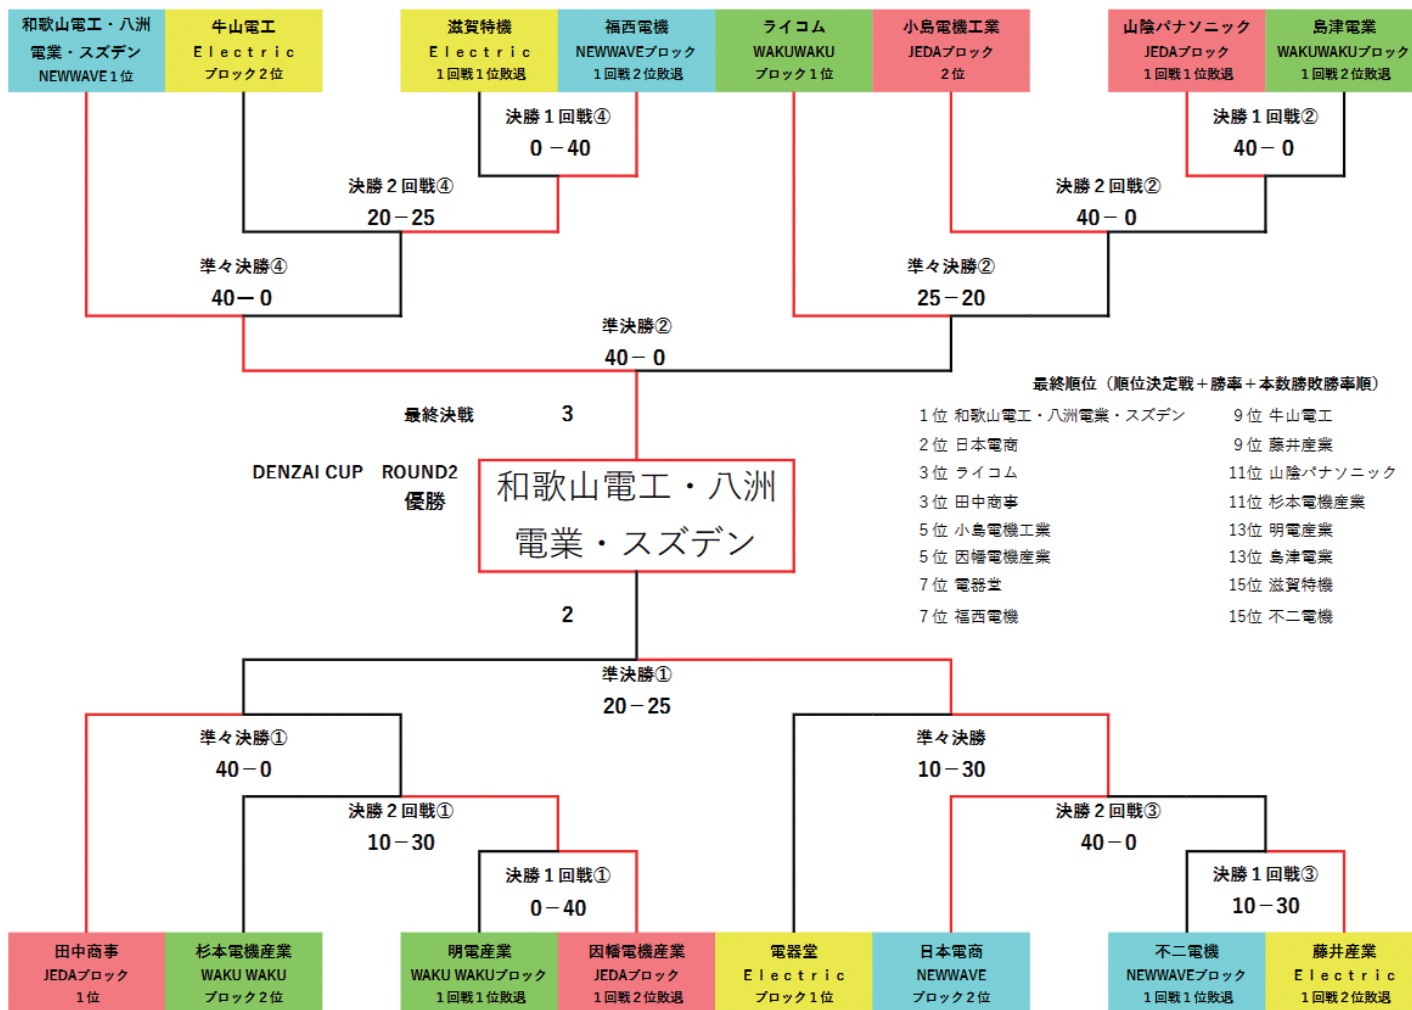 和歌山電工・八洲
電業・スズデン
NEWWAVE１位
牛山電工
Ｅｌｅｃｔｒｉｃ
ブロック２位
滋賀特機
Ｅｌｅｃｔｒｉｃ
１回戦１位敗退
福西電機
NEWWAVEブロック
１回戦２位敗退
ライコム
WAKUWAKU
ブロック１位
小島電機工業
JEDAブロック
２位
山陰パナソニック
JEDAブロック
１回戦１位敗退
島津電業
WAKUWAKUブロック
１回戦２位敗退
決勝１回戦④
0－40
決勝１回戦②
40－0
決勝２回戦④
20－25
決勝２回戦②
40－0
準々決勝④
40ー0
準々決勝②
25－20
準決勝②
40－0
最終決戦
3
DENZAI CUP　ROUND2
優勝
和歌山電工・八洲
電業・スズデン
最終順位（順位決定戦＋勝率＋本数勝敗勝率順）
１位 和歌山電工・八洲電業・スズデン
２位 日本電商
３位 ライコム
３位 田中商事
５位 小島電機工業
５位 因幡電機産業
７位 電器堂
７位 福西電機
９位 牛山電工
９位 藤井産業
11位 山陰パナソニック
11位 杉本電機産業
13位 明電産業
13位 島津電業
15位 滋賀特機
15位 不二電機
2
準決勝①
20－25
準々決勝①
40－0
準々決勝
10－30
決勝２回戦①
10－30
決勝２回戦③
40－0
決勝１回戦①
0－40
決勝１回戦③
10－30
田中商事
JEDAブロック
１位
杉本電機産業
WAKU WAKU
ブロック２位
明電産業
WAKU WAKUブロック
１回戦１位敗退
因幡電機産業
JEDAブロック
１回戦２位敗退
電器堂
Ｅｌｅｃｔｒｉｃ
ブロック１位
日本電商
NEWWAVE
ブロック２位
不二電機
NEWWAVEブロック
１回戦１位敗退
藤井産業
Ｅｌｅｃｔｒｉｃ
１回戦２位敗退